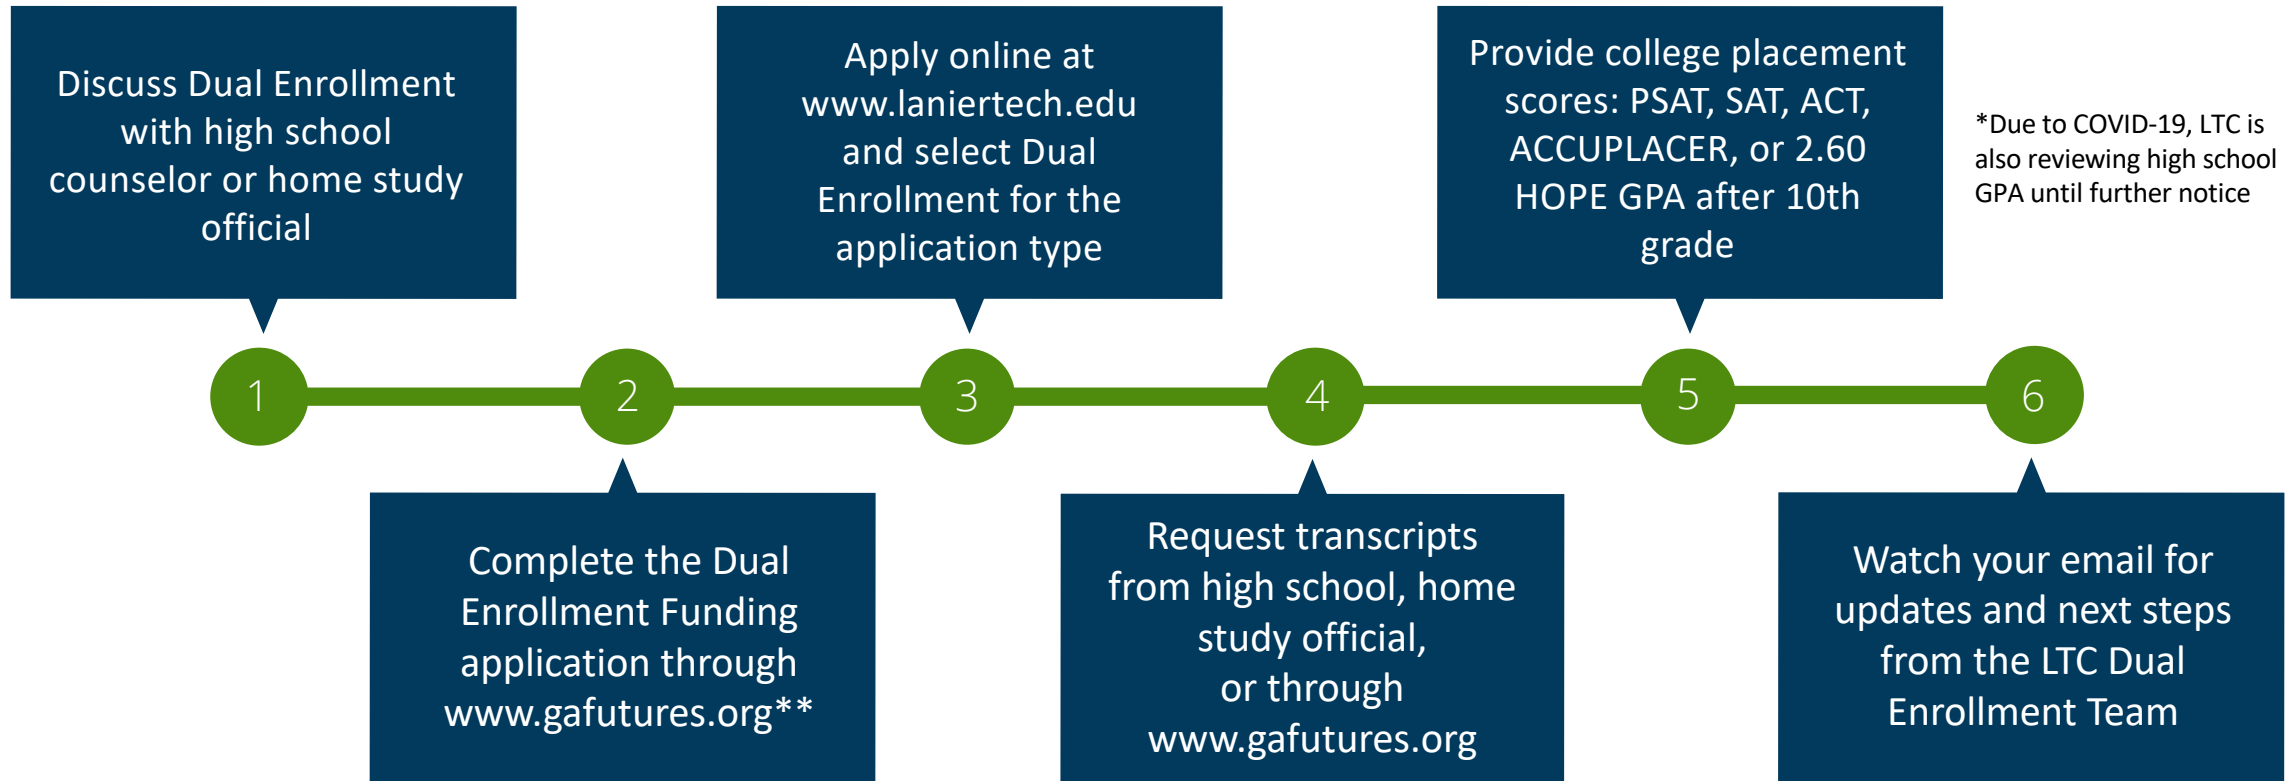 Discuss Dual Enrollment
with high school
counselor or home study
official
Apply online at
www.laniertech.edu
and select Dual
Enrollment for the
application type
Provide college placement
scores: PSAT, SAT, ACT,
ACCUPLACER, or 2.60
HOPE GPA after 10th
grade
*Due to COVID-19, LTC is
also reviewing high school
GPA until further notice
1
2
3
4
5
6
Complete the Dual
Enrollment Funding
application through
www.gafutures.org**
Request transcripts
from high school, home
study official,
or through
www.gafutures.org
Watch your email for
updates and next steps
from the LTC Dual
Enrollment Team